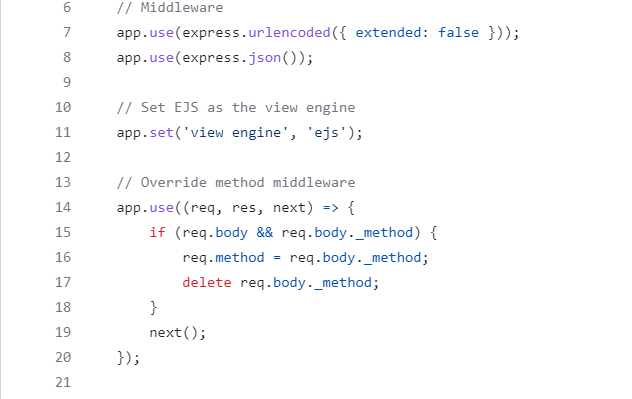 6 // Middleware
7 app.use(express.urlencoded({ extended: false }));
8 app.use(express.json());
9
10 // Set EJS as the view engine
11 app.set('view engine', 'ejs');
12
13 // Override method middleware
14 app.use((req, res, next) => {
15     if (req.body && req.body._method) {
16         req.method = req.body._method;
17         delete req.body._method;
18     }
19     next();
20 });
21